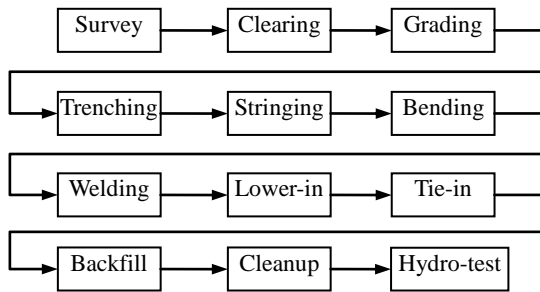 Survey Clearing Grading
Trenching Stringing Bending
Welding Lower-in Tie-in
Backfill Cleanup Hydro-test